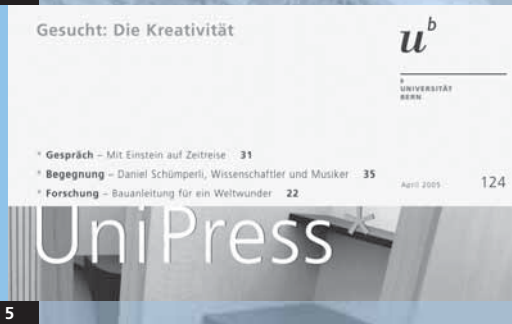 Gesucht: Die Kreativität
u^b
b
UNIVERSITÄT
BERN
* Gespräch – Mit Einstein auf Zeitreise 31
* Begegnung – Daniel Schümperli, Wissenschaftler und Musiker 35
* Forschung – Bauanleitung für ein Weltwunder 22
April 2005 124
UniPress*
5